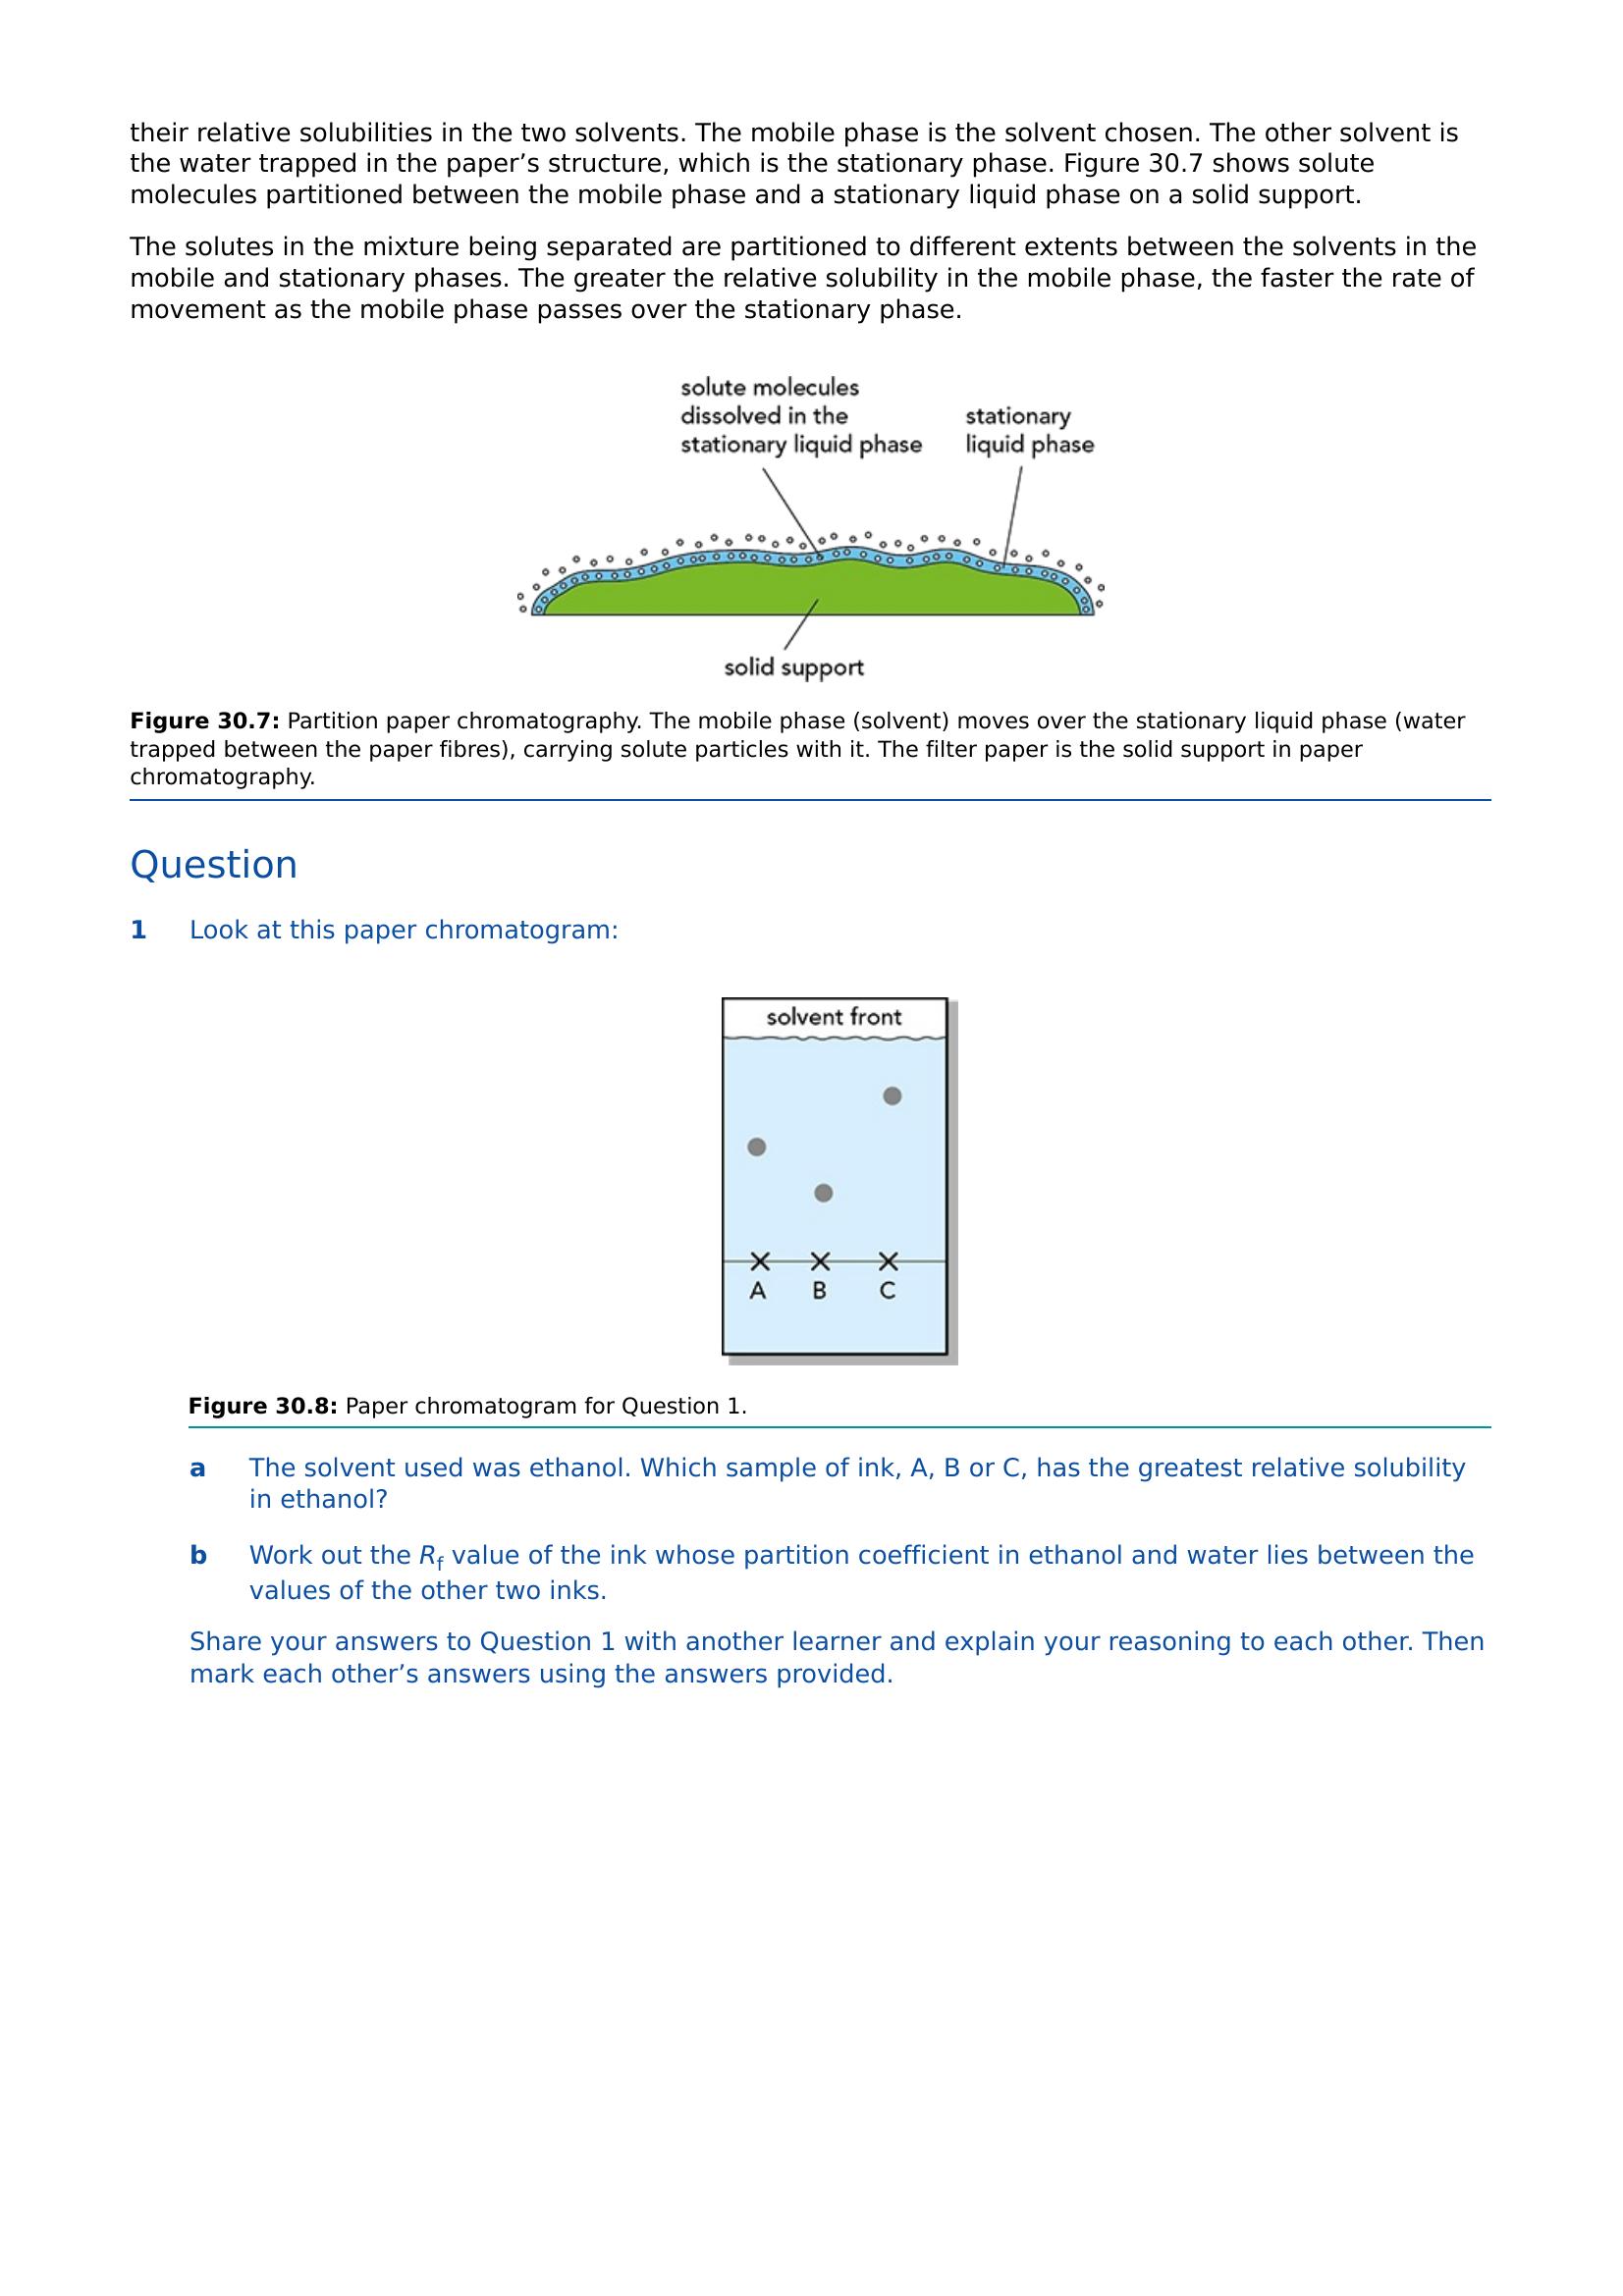 their relative solubilities in the two solvents. The mobile phase is the solvent chosen. The other solvent is
the water trapped in the paper’s structure, which is the stationary phase. Figure 30.7 shows solute
molecules partitioned between the mobile phase and a stationary liquid phase on a solid support.
The solutes in the mixture being separated are partitioned to different extents between the solvents in the
mobile and stationary phases. The greater the relative solubility in the mobile phase, the faster the rate of
movement as the mobile phase passes over the stationary phase.
solute molecules
dissolved in the
stationary liquid phase
stationary
liquid phase
solid support
Figure 30.7: Partition paper chromatography. The mobile phase (solvent) moves over the stationary liquid phase (water
trapped between the paper fibres), carrying solute particles with it. The filter paper is the solid support in paper
chromatography.
Question
1 Look at this paper chromatogram:
solvent front
A B C
Figure 30.8: Paper chromatogram for Question 1.
a The solvent used was ethanol. Which sample of ink, A, B or C, has the greatest relative solubility
in ethanol?
b Work out the Rf value of the ink whose partition coefficient in ethanol and water lies between the
values of the other two inks.
Share your answers to Question 1 with another learner and explain your reasoning to each other. Then
mark each other’s answers using the answers provided.